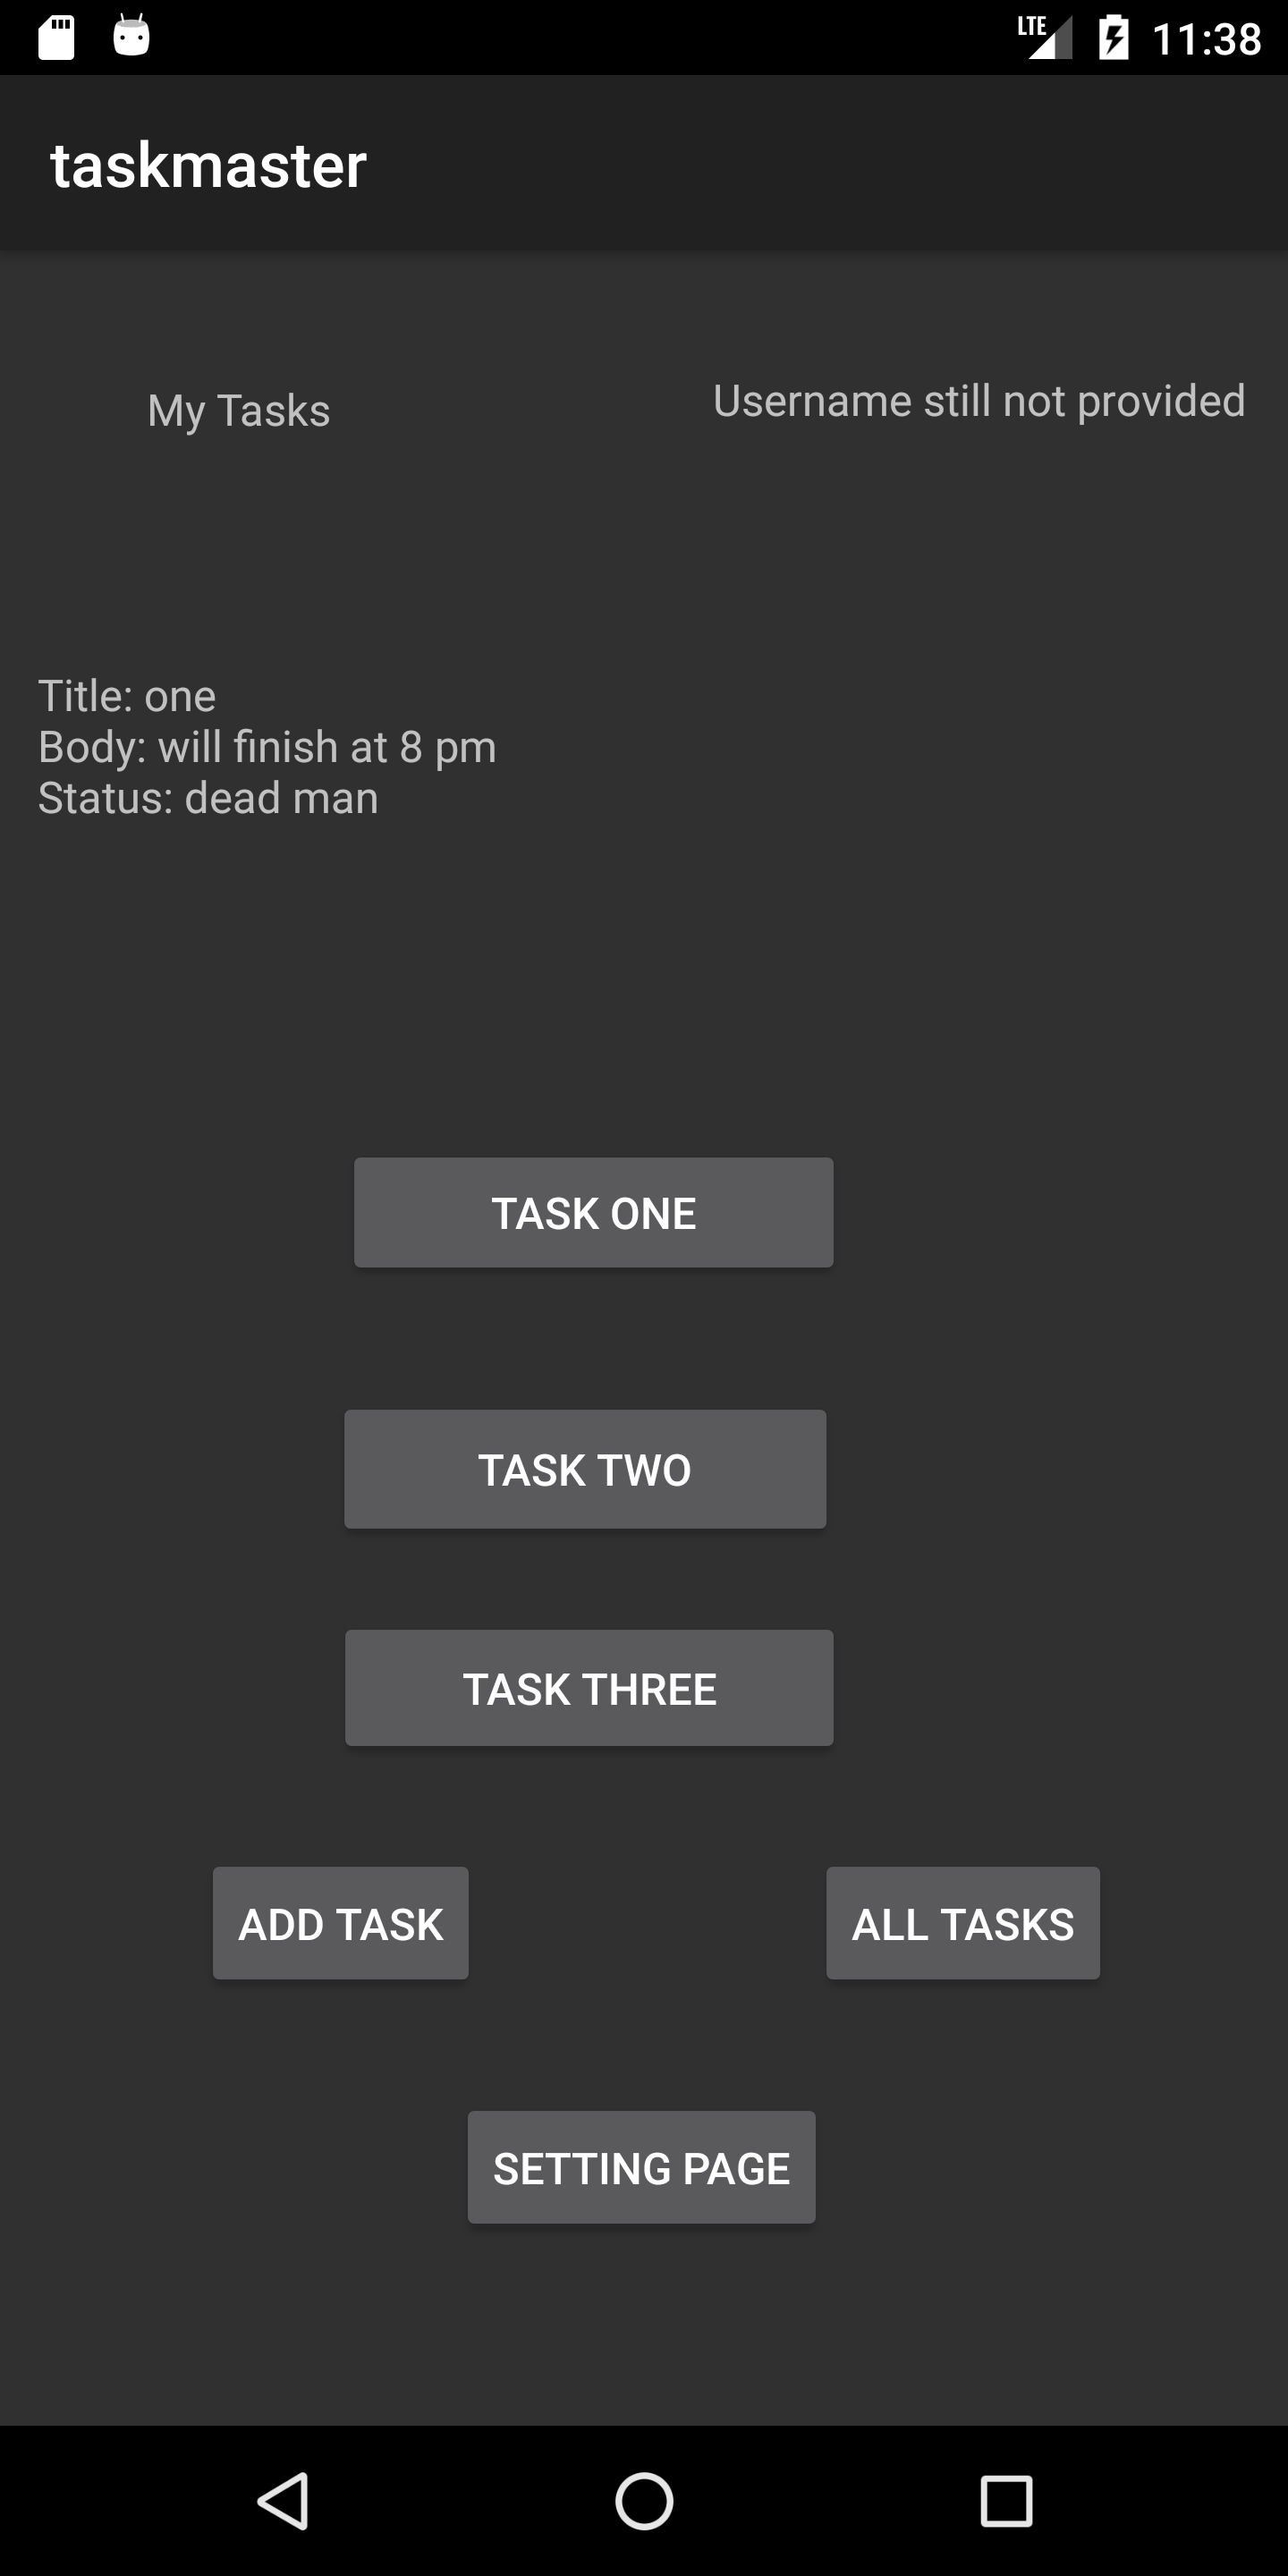 LTE 11:38
taskmaster
My Tasks
Username still not provided
Title: one
Body: will finish at 8 pm
Status: dead man
TASK ONE
TASK TWO
TASK THREE
ADD TASK
ALL TASKS
SETTING PAGE